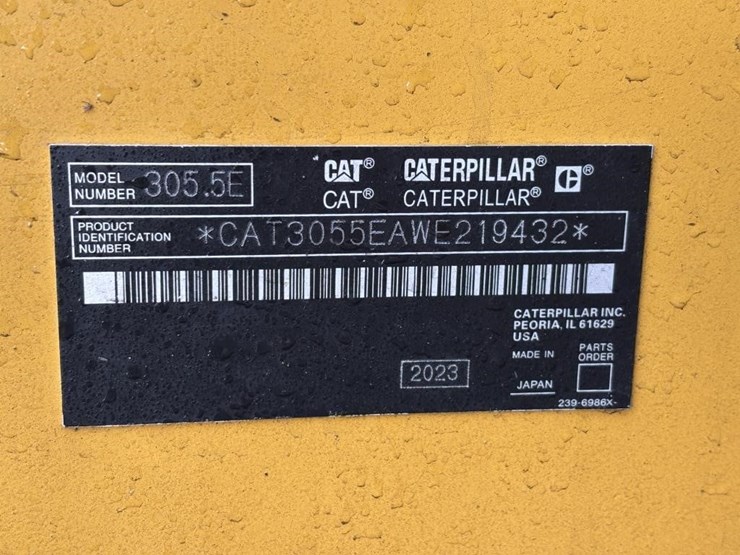 MODEL NUMBER 305.5E
CAT® CATERPILLAR® C®
CAT® CATERPILLAR®
PRODUCT IDENTIFICATION NUMBER *CAT3055EAWE219432*
CATERPILLAR INC.
PEORIA, IL 61629
USA
MADE IN
JAPAN
PARTS ORDER
2023
239-6986X-